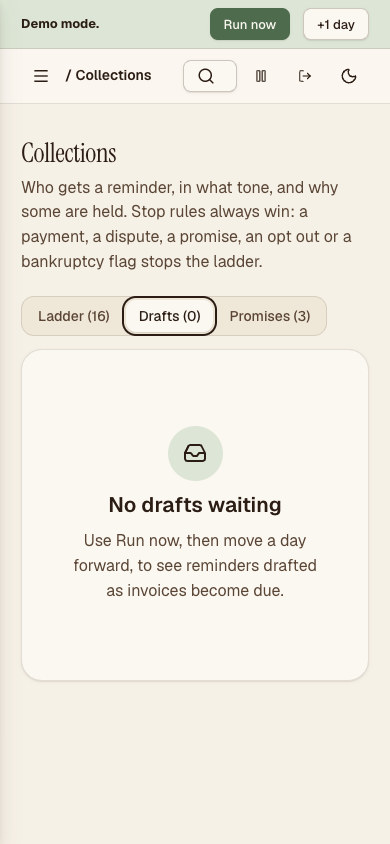 Demo mode.
Run now
+1 day
/ Collections
Collections
Who gets a reminder, in what tone, and why
some are held. Stop rules always win: a
payment, a dispute, a promise, an opt out or a
bankruptcy flag stops the ladder.
Ladder (16)
Drafts (0)
Promises (3)
No drafts waiting
Use Run now, then move a day
forward, to see reminders drafted
as invoices become due.